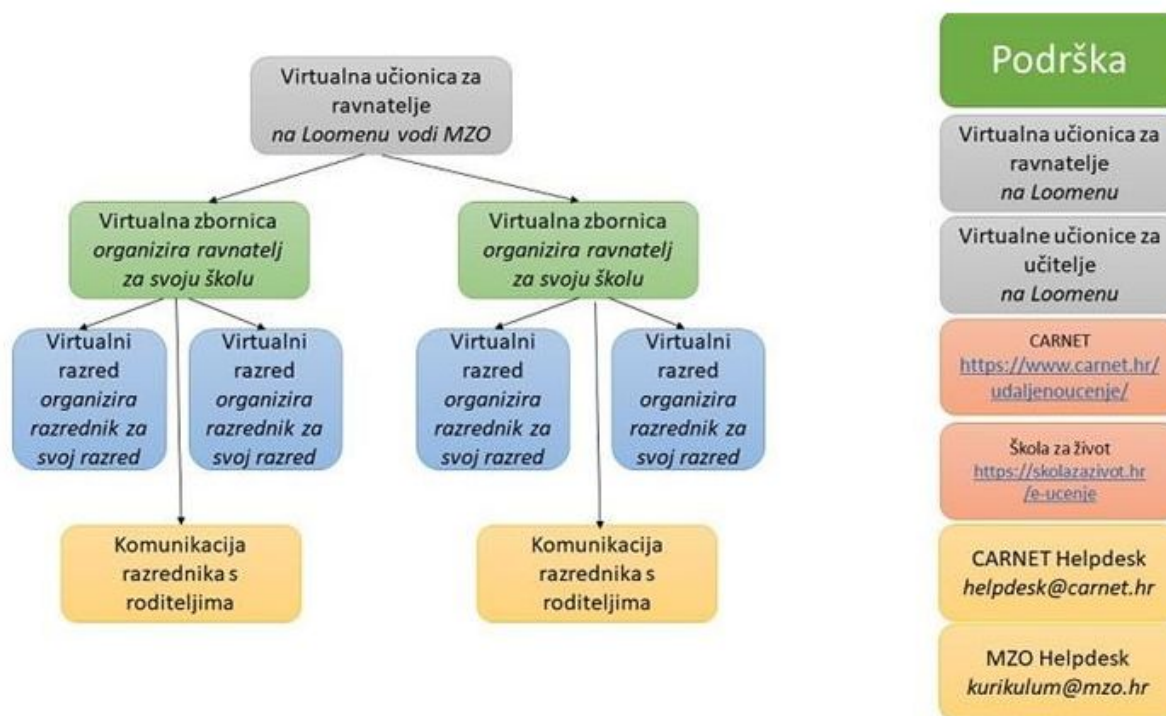 Virtualna učionica za
ravnatelje
na Loomenu vodi MZO
Virtualna zbornica
organizira ravnatelj
za svoju školu
Virtualna zbornica
organizira ravnatelj
za svoju školu
Virtualni
razred
organizira
razrednik za
svoj razred
Virtualni
razred
organizira
razrednik za
svoj razred
Virtualni
razred
organizira
razrednik za
svoj razred
Virtualni
razred
organizira
razrednik za
svoj razred
Komunikacija
razrednika s
roditeljima
Komunikacija
razrednika s
roditeljima
Podrška
Virtualna učionica za
ravnatelje
na Loomenu
Virtualne učionice za
učitelje
na Loomenu
CARNET
https://www.carnet.hr/
udaljenoucenje/
Škola za život
https://skolazazivot.hr
/e-ucenje
CARNET Helpdesk
helpdesk@carnet.hr
MZO Helpdesk
kurikulum@mzo.hr